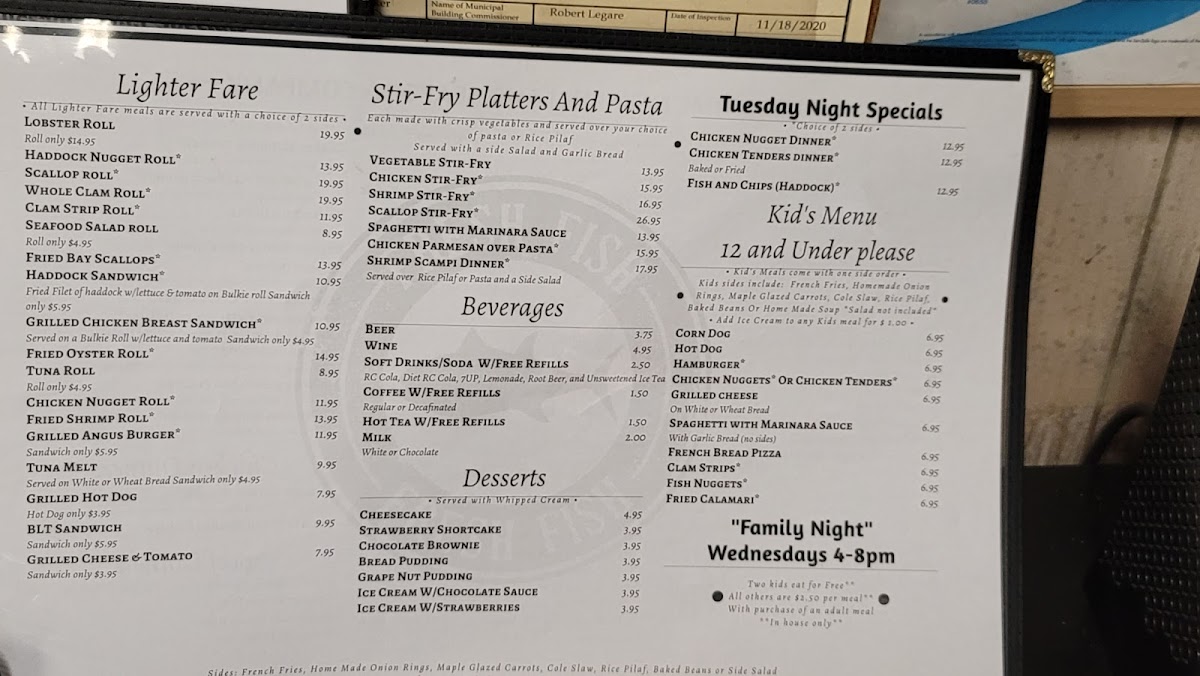 Name of Municipal
Building Commissioner
Robert Legare
Date of Inspection
11/18/2020
Lighter Fare
• All Lighter Fare meals are served with a choice of 2 sides •
Lobster Roll 19.95
Roll only $14.95
Haddock Nugget Roll* 13.95
Scallop roll* 19.95
Whole Clam Roll* 19.95
Clam Strip Roll* 11.95
Seafood Salad roll 8.95
Roll only $4.95
Fried Bay Scallops* 13.95
Haddock Sandwich* 10.95
Fried Filet of haddock w/lettuce & tomato on Bulkie roll Sandwich
only $5.95
Grilled Chicken Breast Sandwich* 10.95
Served on a Bulkie Roll w/lettuce and tomato Sandwich only $4.95
Fried Oyster Roll* 14.95
Tuna Roll 8.95
Roll only $4.95
Chicken Nugget Roll* 11.95
Fried Shrimp Roll* 13.95
Grilled Angus Burger* 11.95
Sandwich only $5.95
Tuna Melt 9.95
Served on White or Wheat Bread Sandwich only $4.95
Grilled Hot Dog 7.95
Hot Dog only $3.95
BLT Sandwich 9.95
Sandwich only $5.95
Grilled Cheese & Tomato 7.95
Sandwich only $3.95
Stir-Fry Platters And Pasta
Each made with crisp vegetables and served over your choice
of pasta or Rice Pilaf
Served with a side Salad and Garlic Bread
Vegetable Stir-Fry 13.95
Chicken Stir-Fry* 15.95
Shrimp Stir-Fry* 16.95
Scallop Stir-Fry* 26.95
Spaghetti with Marinara Sauce 13.95
Chicken Parmesan over Pasta* 15.95
Shrimp Scampi Dinner* 17.95
Served over Rice Pilaf or Pasta and a Side Salad
Beverages
Beer 3.75
Wine 4.95
Soft Drinks/Soda w/Free Refills 2.50
RC Cola, Diet RC Cola, 7UP, Lemonade, Root Beer, and Unsweetened Ice Tea
Coffee w/Free Refills 1.50
Regular or Decafinated
Hot Tea w/Free Refills 1.50
Milk 2.00
White or Chocolate
Desserts
• Served with Whipped Cream •
Cheesecake 4.95
Strawberry Shortcake 3.95
Chocolate Brownie 3.95
Bread Pudding 3.95
Grape Nut Pudding 3.95
Ice Cream w/Chocolate Sauce 3.95
Ice Cream w/Strawberries 3.95
Tuesday Night Specials
• *Choice of 2 sides •
Chicken Nugget Dinner* 12.95
Chicken Tenders dinner* 12.95
Baked or Fried
Fish and Chips (Haddock)* 12.95
Kid's Menu
12 and Under please
• Kid's Meals come with one side order •
Kids sides include: French Fries, Homemade Onion
Rings, Maple Glazed Carrots, Cole Slaw, Rice Pilaf,
Baked Beans Or Home Made Soup *Salad not included*
• Add Ice Cream to any Kids meal for $ 1.00 •
Corn Dog 6.95
Hot Dog 6.95
Hamburger* 6.95
Chicken Nuggets* Or Chicken Tenders* 6.95
Grilled cheese 6.95
On White or Wheat Bread
Spaghetti with Marinara Sauce 6.95
With Garlic Bread (no sides)
French Bread Pizza 6.95
Clam Strips* 6.95
Fish Nuggets* 6.95
Fried Calamari* 6.95
"Family Night"
Wednesdays 4-8pm
Two kids eat for Free**
All others are $2.50 per meal**
With purchase of an adult meal
**In house only**
Sides: French Fries, Home Made Onion Rings, Maple Glazed Carrots, Cole Slaw, Rice Pilaf, Baked Beans or Side Salad